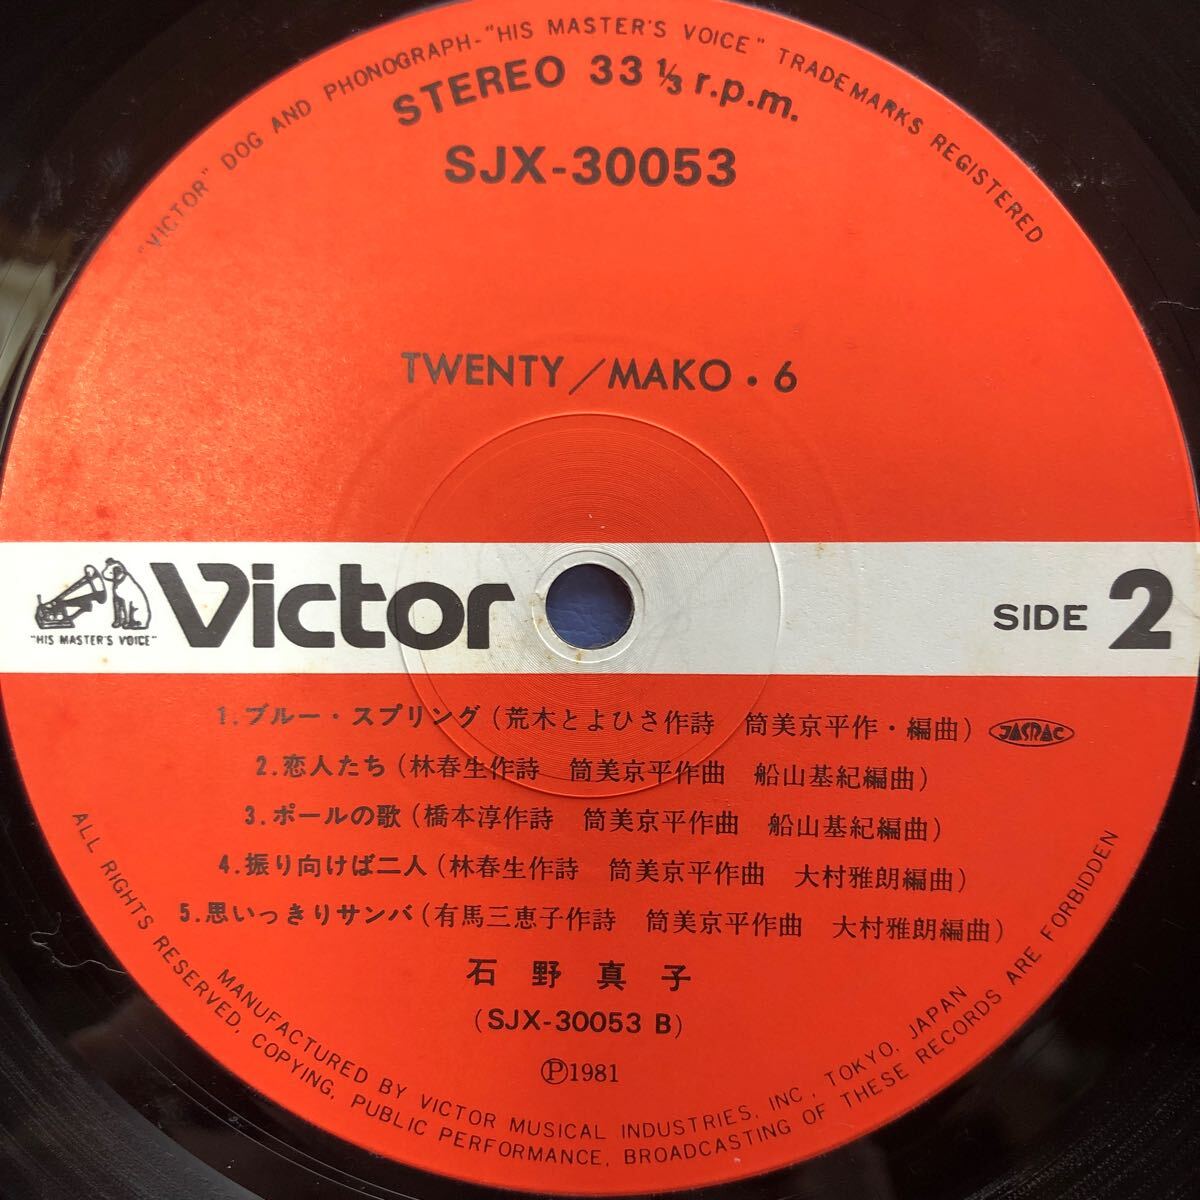 "VICTOR" DOG AND PHONOGRAPH-"HIS MASTER'S VOICE" TRADEMARKS REGISTERED
STEREO 33 1/3 r.p.m.
SJX-30053
TWENTY/MAKO・6
"HIS MASTER'S VOICE"
Victor
SIDE 2
1.ブルー・スプリング(荒木とよひさ作詩 筒美京平作・編曲) JASRAC
2.恋人たち(林春生作詩 筒美京平作曲 船山基紀編曲)
3.ポールの歌(橋本淳作詩 筒美京平作曲 船山基紀編曲)
4.振り向けば二人(林春生作詩 筒美京平作曲 大村雅朗編曲)
5.思いっきりサンバ(有馬三恵子作詩 筒美京平作曲 大村雅朗編曲)
石野真子
(SJX-30053 B)
Ⓟ1981
MANUFACTURED BY VICTOR MUSICAL INDUSTRIES, INC, TOKYO, JAPAN
ALL RIGHTS RESERVED, COPYING, PUBLIC PERFORMANCE, BROADCASTING OF THESE RECORDS ARE FORBIDDEN